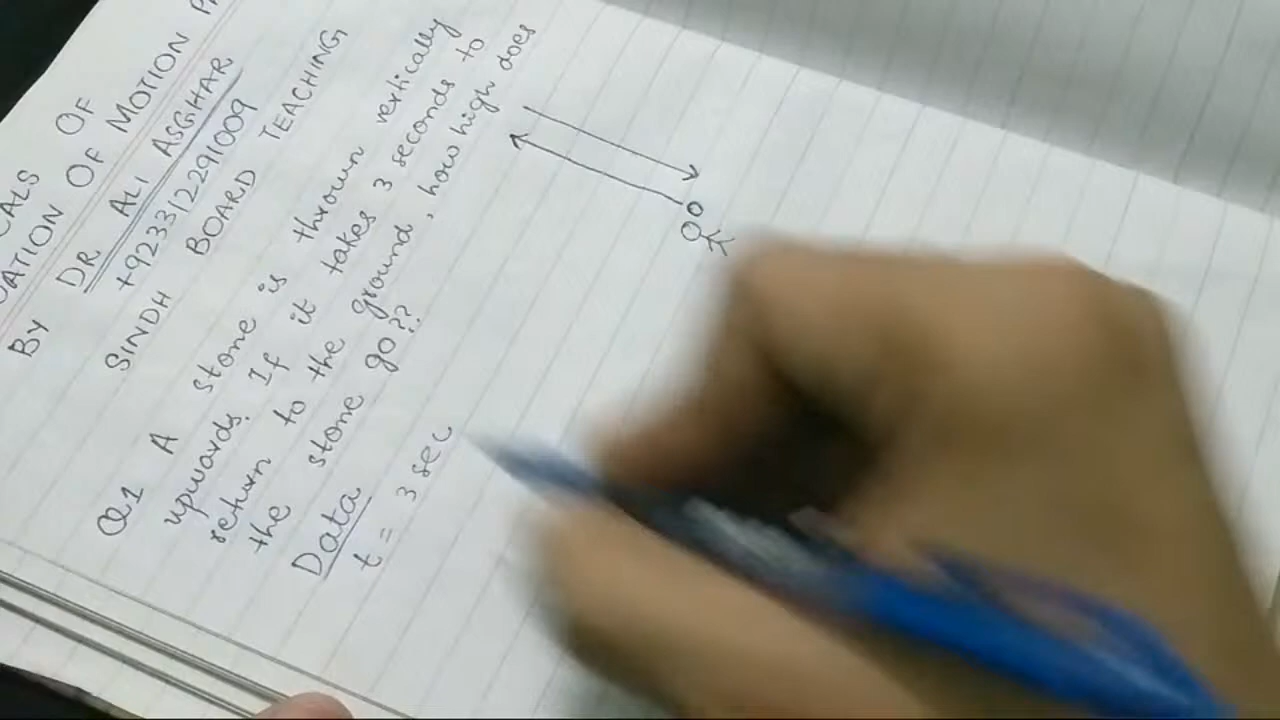 OF
OF MOTION
BY DR. ALI ASGHAR
+923312291009
SINDH BOARD TEACHING
Q1 A stone is thrown vertically
upwards. If it takes 3 seconds to
return to the ground, how high does
the stone go??
Data
t = 3 sec